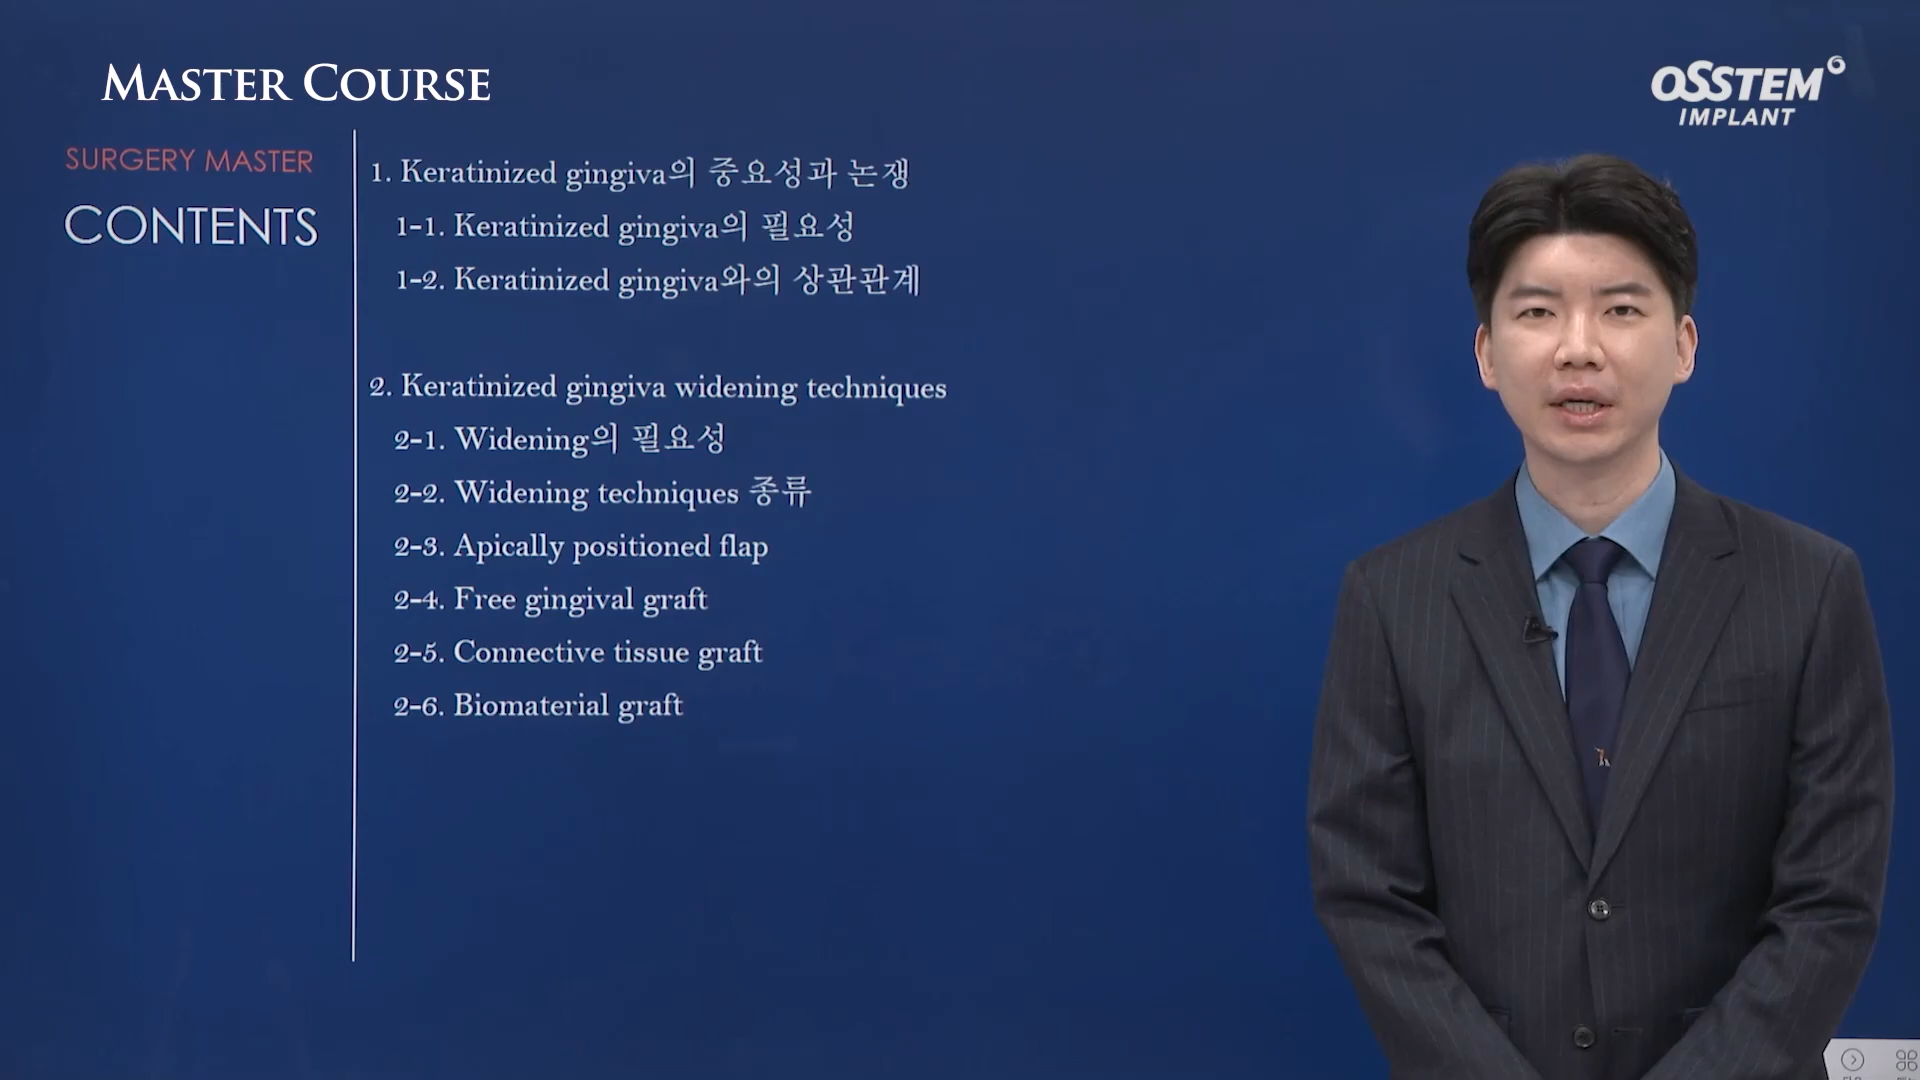 MASTER COURSE
OSSTEM
IMPLANT
SURGERY MASTER
CONTENTS
1. Keratinized gingiva의 중요성과 논쟁
1-1. Keratinized gingiva의 필요성
1-2. Keratinized gingiva와의 상관관계
2. Keratinized gingiva widening techniques
2-1. Widening의 필요성
2-2. Widening techniques 종류
2-3. Apically positioned flap
2-4. Free gingival graft
2-5. Connective tissue graft
2-6. Biomaterial graft